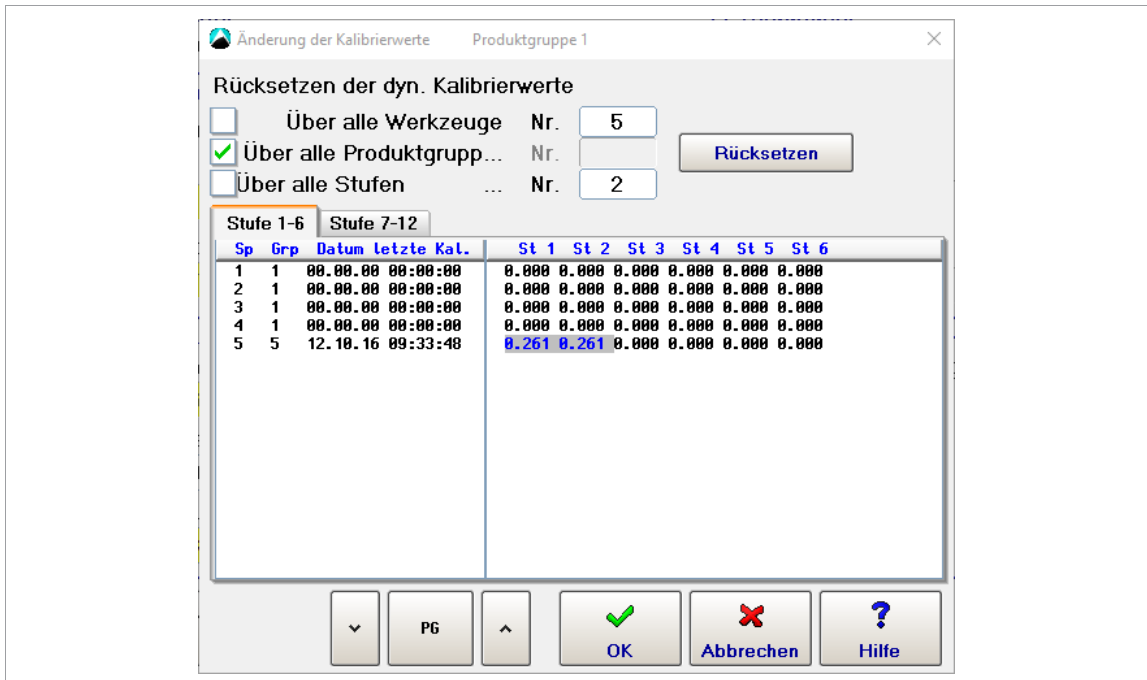 Änderung der Kalibrierwerte Produktgruppe 1
Rücksetzen der dyn. Kalibrierwerte
Über alle Werkzeuge Nr. 5
Über alle Produktgrupp... Nr.
Rücksetzen
Über alle Stufen ... Nr. 2
Stufe 1-6 Stufe 7-12
Sp Grp Datum letzte Kal. St 1 St 2 St 3 St 4 St 5 St 6
1 1 00.00.00 00:00:00 0.000 0.000 0.000 0.000 0.000 0.000
2 1 00.00.00 00:00:00 0.000 0.000 0.000 0.000 0.000 0.000
3 1 00.00.00 00:00:00 0.000 0.000 0.000 0.000 0.000 0.000
4 1 00.00.00 00:00:00 0.000 0.000 0.000 0.000 0.000 0.000
5 5 12.10.16 09:33:48 0.261 0.261 0.000 0.000 0.000 0.000
PG
OK Abbrechen Hilfe